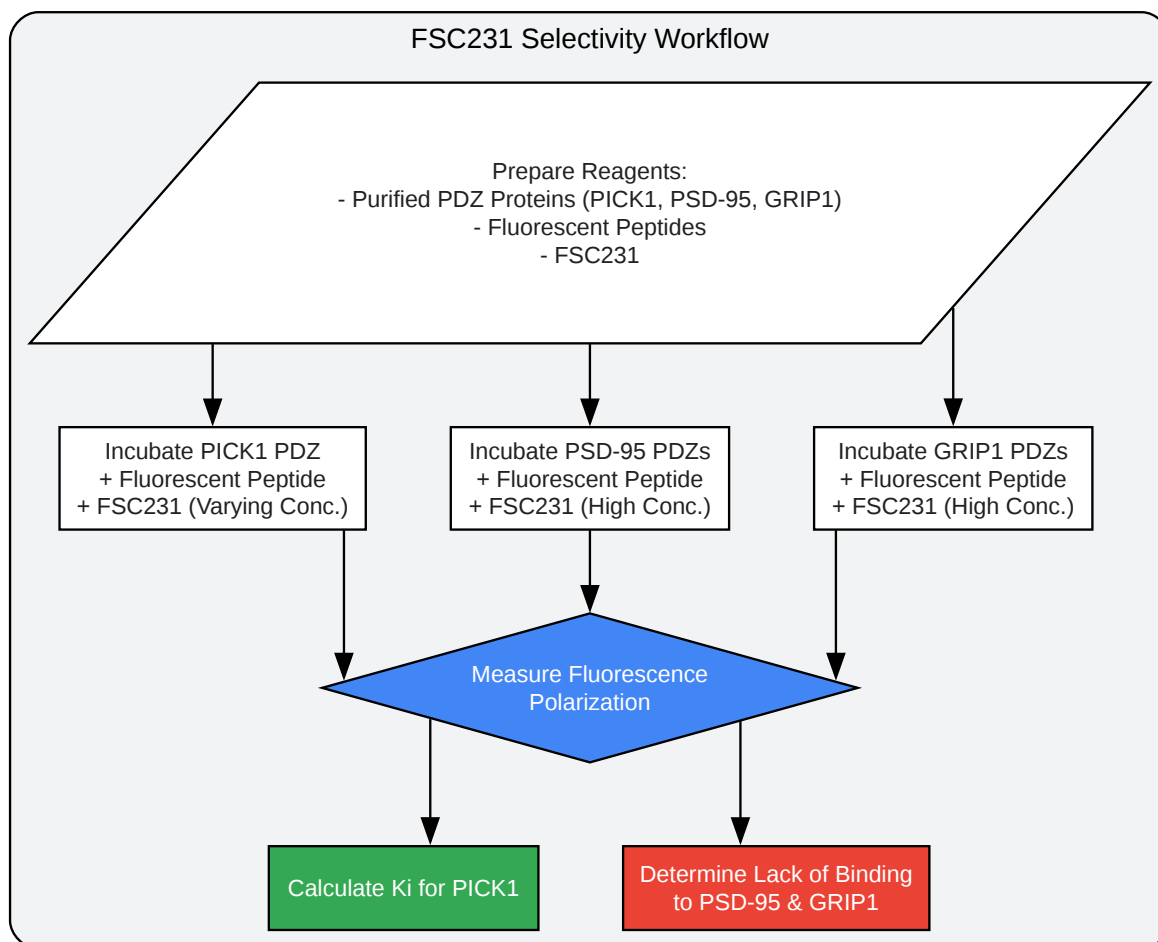 FSC231 Selectivity Workflow
Prepare Reagents:
- Purified PDZ Proteins (PICK1, PSD-95, GRIP1)
- Fluorescent Peptides
- FSC231
Incubate PICK1 PDZ
+ Fluorescent Peptide
+ FSC231 (Varying Conc.)
Incubate PSD-95 PDZs
+ Fluorescent Peptide
+ FSC231 (High Conc.)
Incubate GRIP1 PDZs
+ Fluorescent Peptide
+ FSC231 (High Conc.)
Measure Fluorescence
Polarization
Calculate Ki for PICK1
Determine Lack of Binding
to PSD-95 & GRIP1